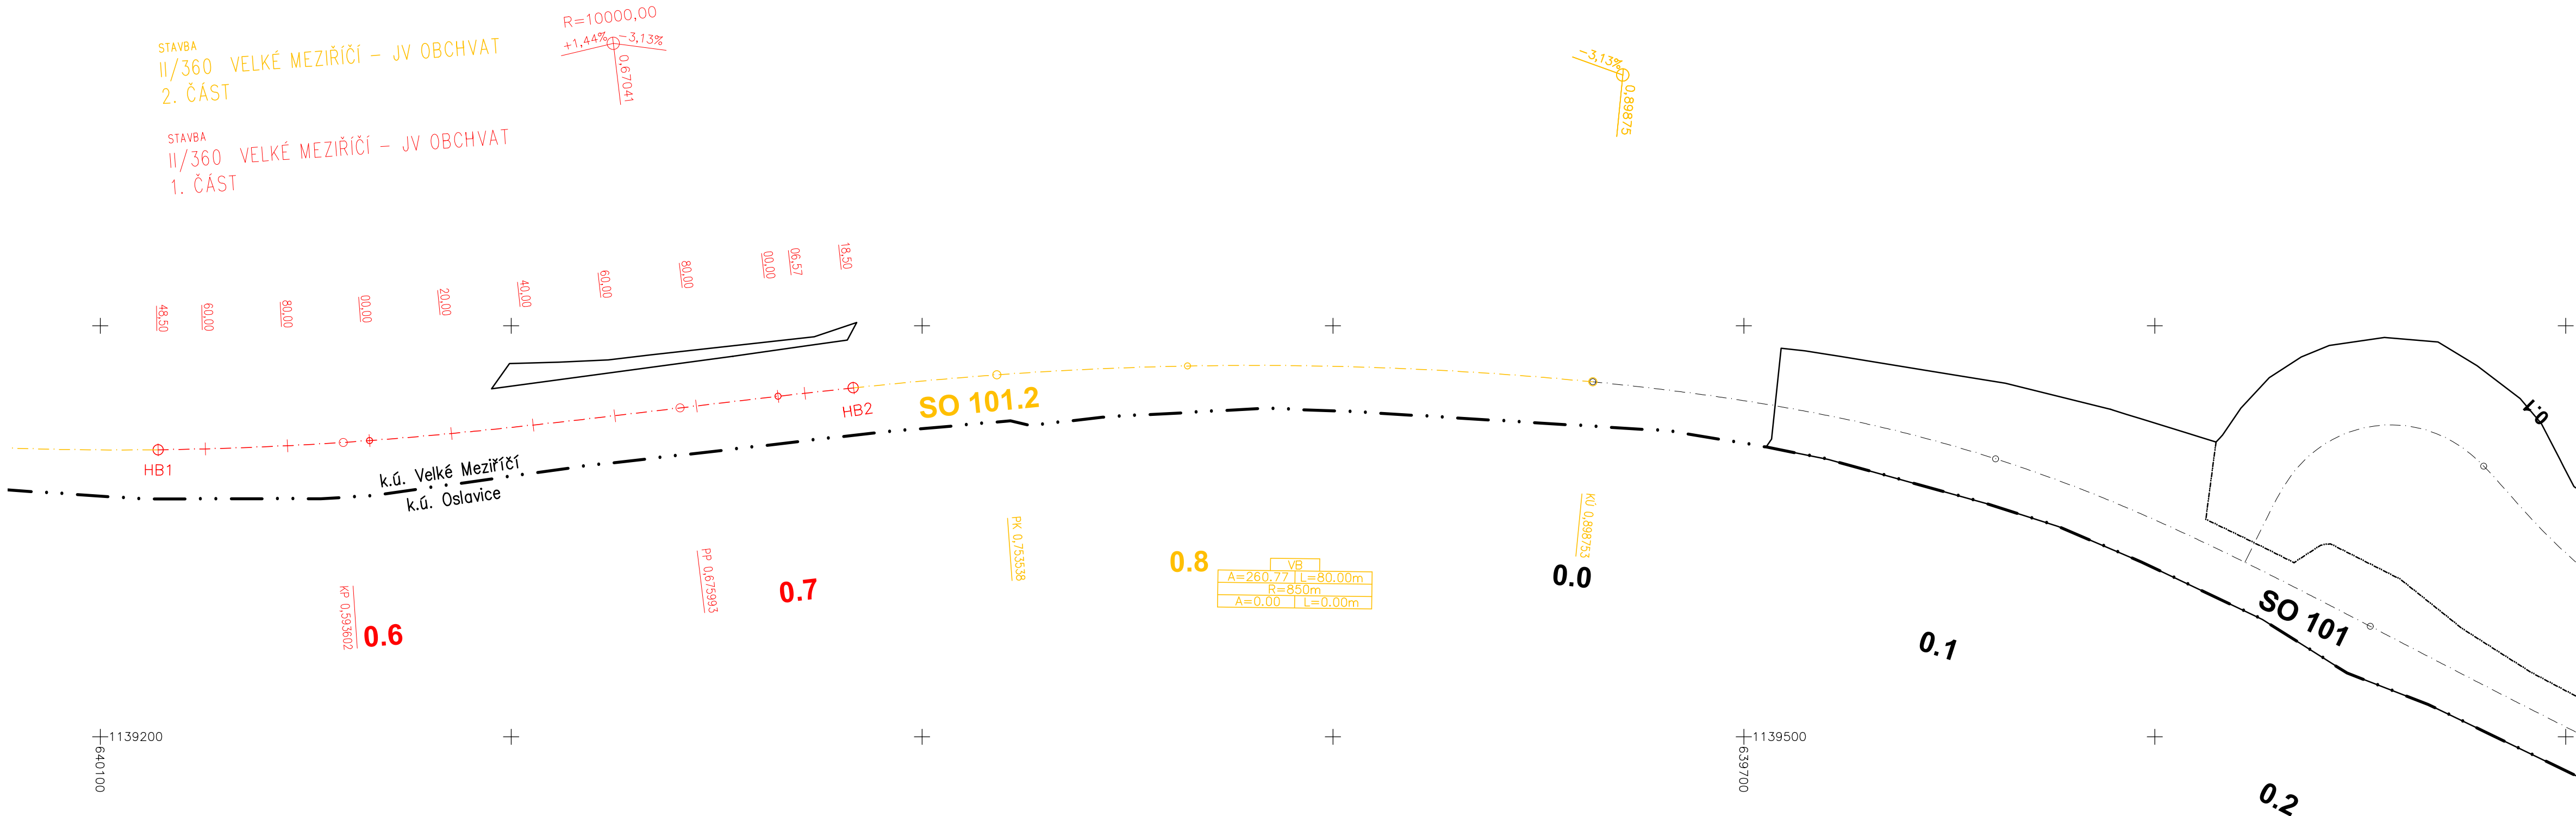 STAVBA
II/360 VELKÉ MEZIŘÍČÍ – JV OBCHVAT
2. ČÁST
STAVBA
II/360 VELKÉ MEZIŘÍČÍ – JV OBCHVAT
1. ČÁST
R=10000,00
+1,44% -3,13%
0,67041
-3,13%
0,89875
48,50
60,00
80,00
00,00
20,00
40,00
60,00
80,00
00,00
06,57
18,50
HB1
HB2
SO 101.2
0.1
k.ú. Velké Meziříčí
k.ú. Oslavice
KP 0,593602
0.6
PP 0,675993
0.7
PK 0,753538
0.8
VB
A=260.77 L=80.00m
R=850m
A=0.00 L=0.00m
KÚ 0,898753
0.0
0.1
SO 101
0.2
1139200
640100
1139500
639700